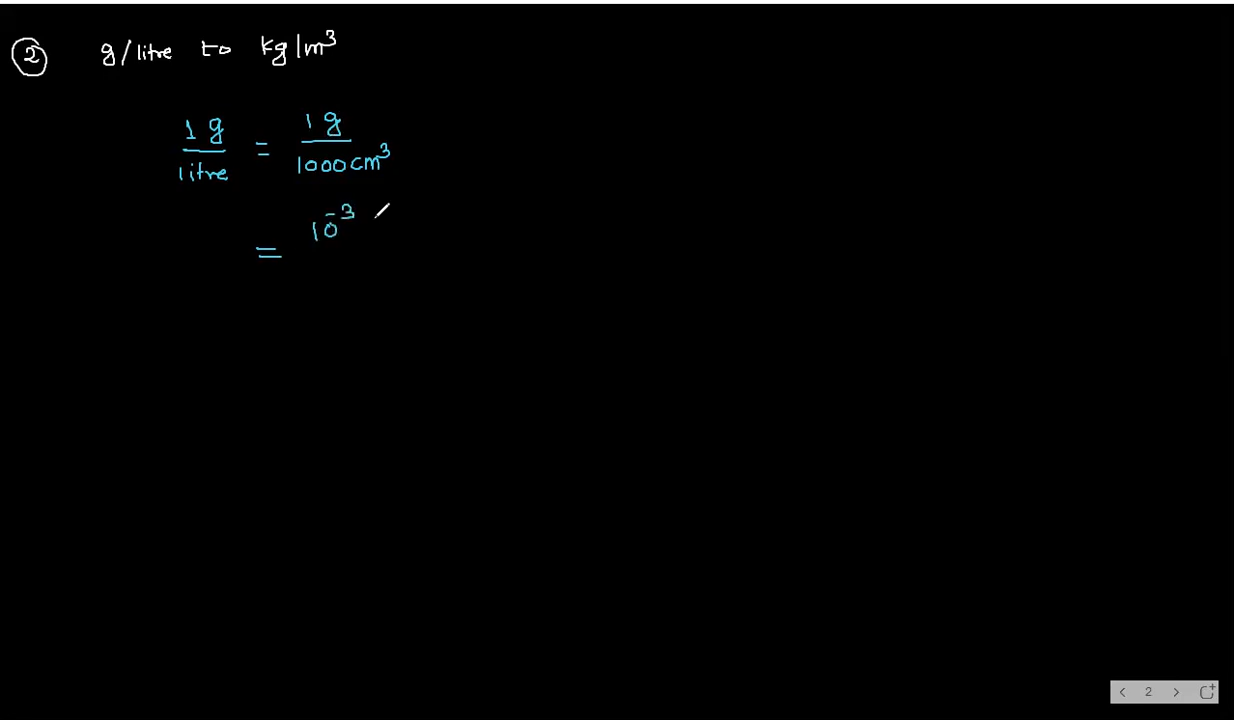 ② g/litre to kg/m³
1 g / litre = 1 g / 1000 cm³
= 10⁻³
2